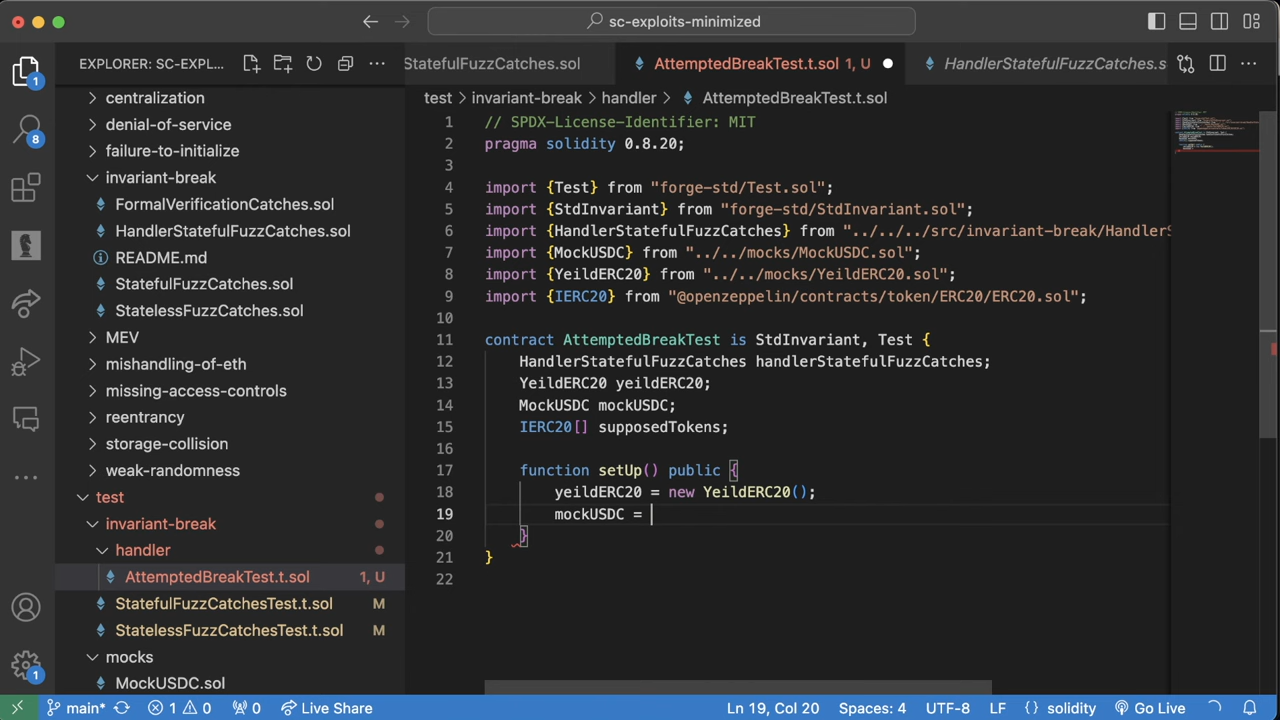 sc-exploits-minimized
EXPLORER: SC-EXPL...
StatefulFuzzCatches.sol
AttemptedBreakTest.t.sol 1, U
HandlerStatefulFuzzCatches.s
1
8
1
centralization
denial-of-service
failure-to-initialize
invariant-break
FormalVerificationCatches.sol
HandlerStatefulFuzzCatches.sol
README.md
StatefulFuzzCatches.sol
StatelessFuzzCatches.sol
MEV
mishandling-of-eth
missing-access-controls
reentrancy
storage-collision
weak-randomness
test
invariant-break
handler
AttemptedBreakTest.t.sol 1, U
StatefulFuzzCatchesTest.t.sol M
StatelessFuzzCatchesTest.t.sol M
mocks
MockUSDC.sol
test > invariant-break > handler > AttemptedBreakTest.t.sol
1 // SPDX-License-Identifier: MIT
2 pragma solidity 0.8.20;
3
4 import {Test} from "forge-std/Test.sol";
5 import {StdInvariant} from "forge-std/StdInvariant.sol";
6 import {HandlerStatefulFuzzCatches} from "../../../src/invariant-break/HandlerS
7 import {MockUSDC} from "../../mocks/MockUSDC.sol";
8 import {YeildERC20} from "../../mocks/YeildERC20.sol";
9 import {IERC20} from "@openzeppelin/contracts/token/ERC20/ERC20.sol";
10
11 contract AttemptedBreakTest is StdInvariant, Test {
12 HandlerStatefulFuzzCatches handlerStatefulFuzzCatches;
13 YeildERC20 yeildERC20;
14 MockUSDC mockUSDC;
15 IERC20[] supposedTokens;
16
17 function setUp() public {
18 yeildERC20 = new YeildERC20();
19 mockUSDC =
20 }
21 }
22
main* 1 0 0 Live Share Ln 19, Col 20 Spaces: 4 UTF-8 LF {} solidity Go Live